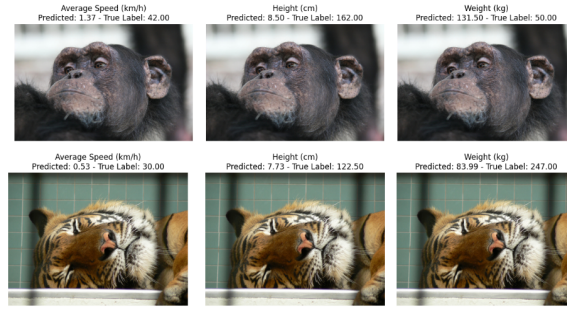 Average Speed (km/h)
Predicted: 1.37 - True Label: 42.00
Height (cm)
Predicted: 8.50 - True Label: 162.00
Weight (kg)
Predicted: 131.50 - True Label: 50.00
Average Speed (km/h)
Predicted: 0.53 - True Label: 30.00
Height (cm)
Predicted: 7.73 - True Label: 122.50
Weight (kg)
Predicted: 83.99 - True Label: 247.00